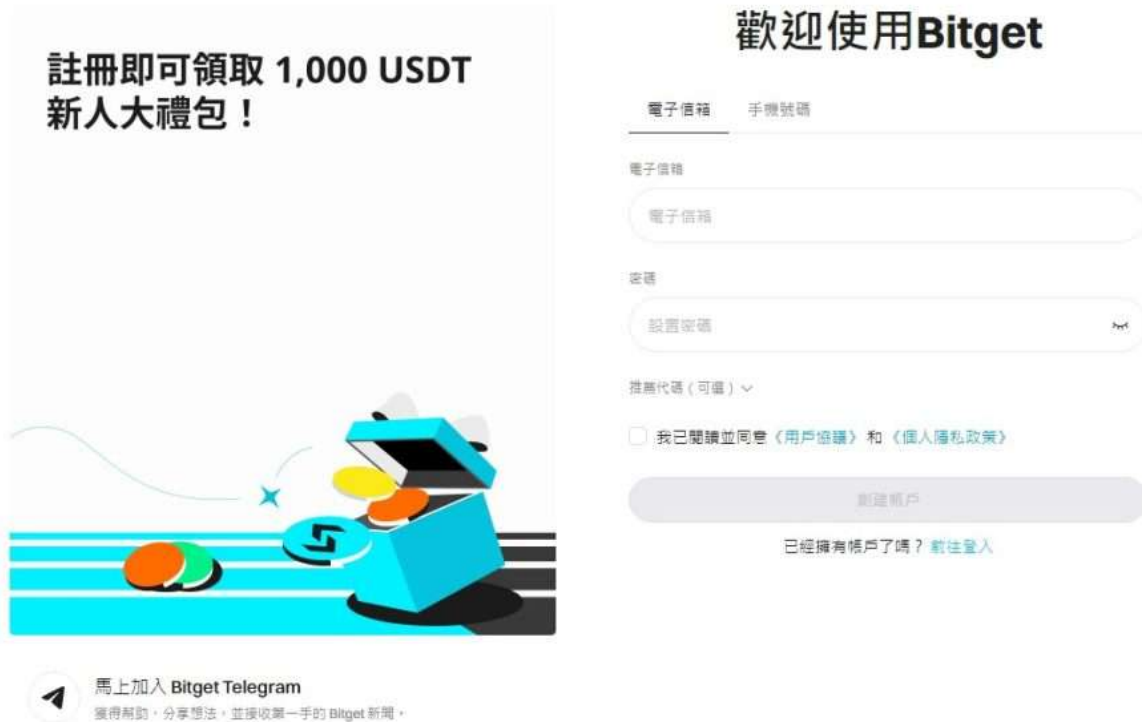 註冊即可領取 1,000 USDT
新人大禮包！
馬上加入 Bitget Telegram
獲得幫助，分享想法，並接收第一手的 Bitget 新聞。
歡迎使用Bitget
電子信箱 手機號碼
電子信箱
電子信箱
密碼
設置密碼
推薦代碼（可選）
我已閱讀並同意《用戶協議》和《個人隱私政策》
創建帳戶
已經擁有帳戶了嗎？前往登入